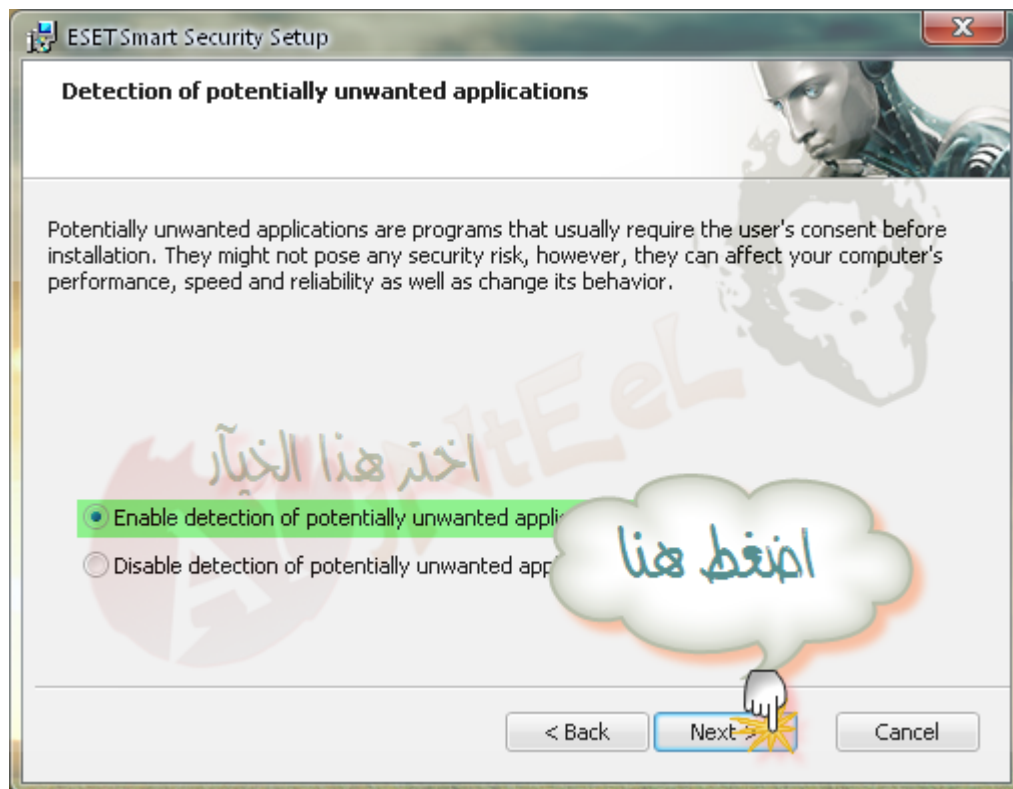 ESET Smart Security Setup
Detection of potentially unwanted applications
Potentially unwanted applications are programs that usually require the user's consent before
installation. They might not pose any security risk, however, they can affect your computer's
performance, speed and reliability as well as change its behavior.
اختر هذا الخيآر
Enable detection of potentially unwanted
اضغط هنا
Disable detection of potentially unwanted
< Back
Next >
Cancel